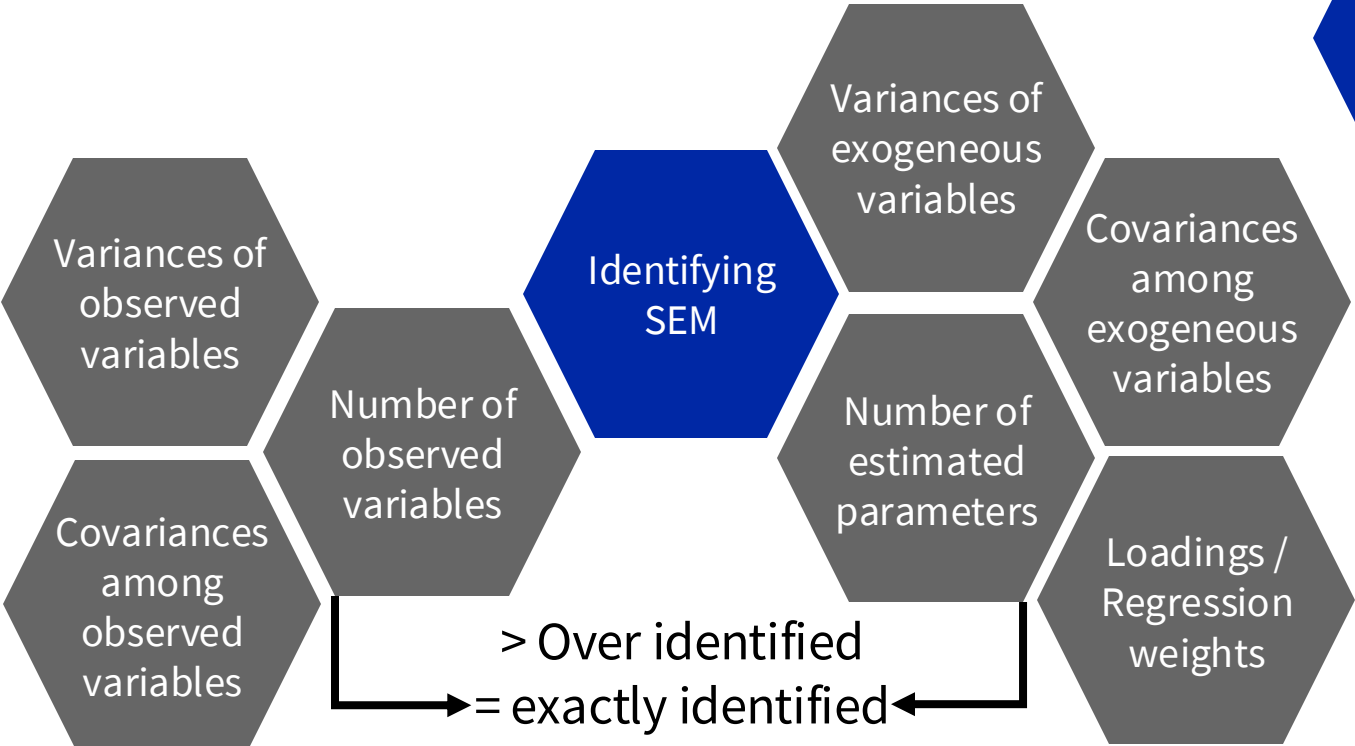 Variances of
observed
variables
Covariances
among
observed
variables
Number of
observed
variables
Identifying
SEM
Variances of
exogeneous
variables
Number of
estimated
parameters
Covariances
among
exogeneous
variables
Loadings /
Regression
weights
> Over identified
= exactly identified